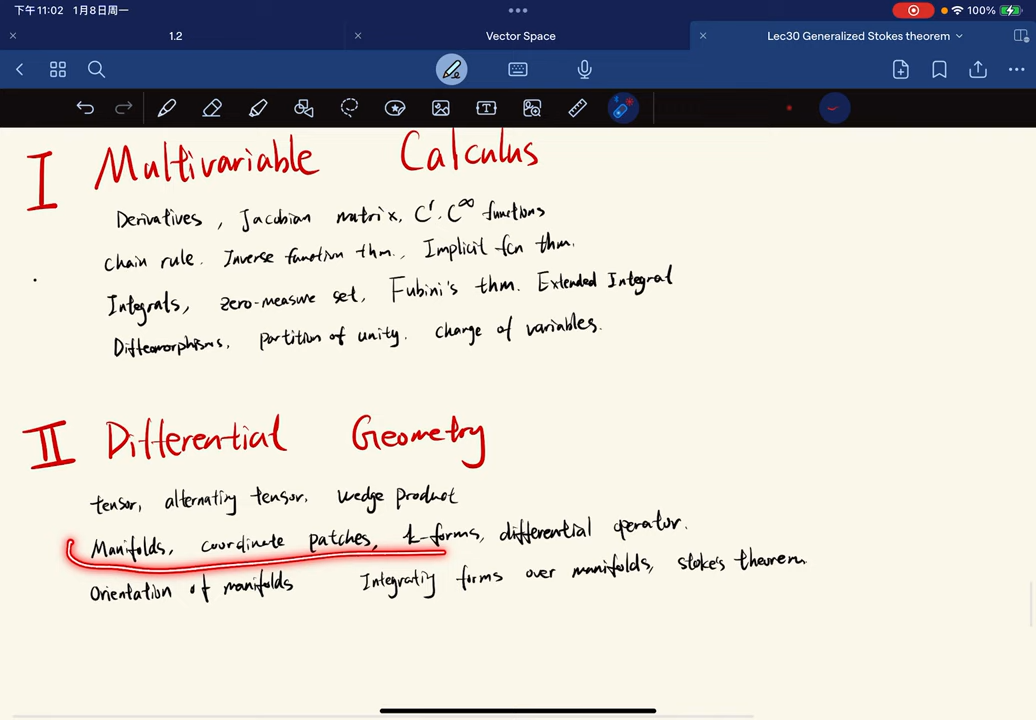 下午11:02 1月8日周一
100%
1.2
Vector Space
Lec30 Generalized Stokes theorem
I Multivariable Calculus
Derivatives, Jacobian matrix, C', C∞ functions
chain rule. Inverse function thm., Implicit fcn thm.
Integrals, zero-measure set, Fubini's thm. Extended Integral
Diffeomorphisms, partition of unity. change of variables.
II Differential Geometry
tensor, alternating tensor, wedge product
Manifolds, coordinate patches, k-forms, differential operator.
Orientation of manifolds Integrating forms over manifolds, stoke's theorem.